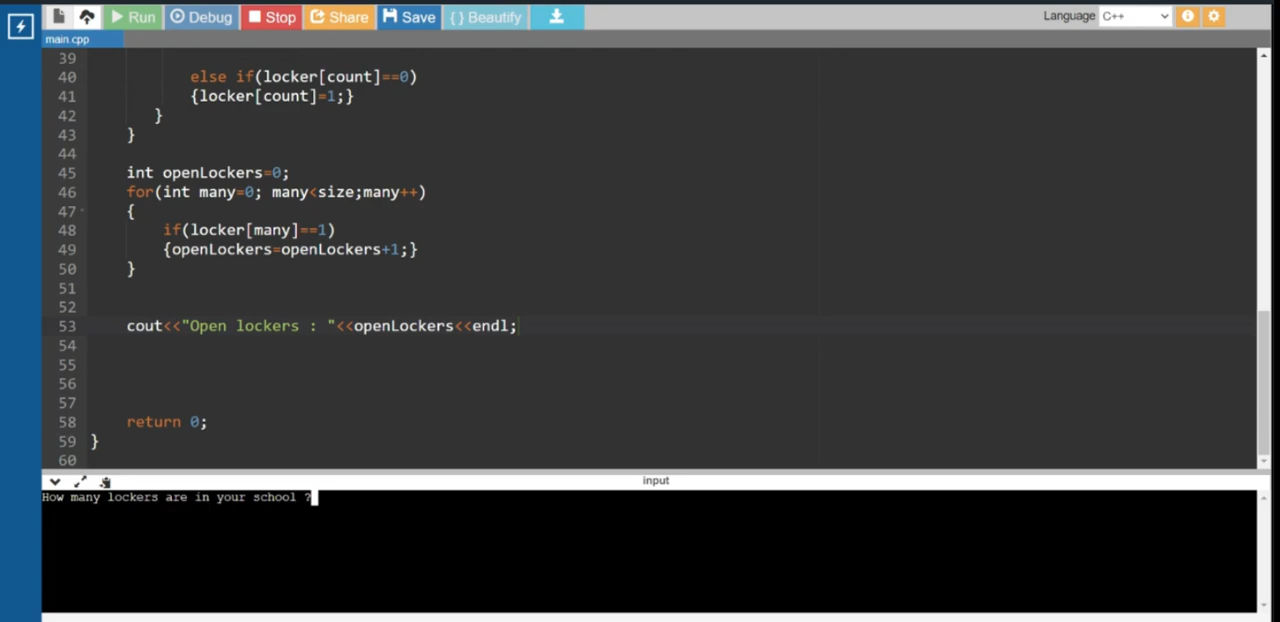 Run Debug Stop Share Save { } Beautify Language C++
main.cpp
39
40 else if(locker[count]==0)
41 {locker[count]=1;}
42 }
43 }
44
45 int openLockers=0;
46 for(int many=0; many<size;many++)
47 {
48 if(locker[many]==1)
49 {openLockers=openLockers+1;}
50 }
51
52
53 cout<<"Open lockers : "<<openLockers<<endl;
54
55
56
57
58 return 0;
59 }
60
input
How many lockers are in your school ?